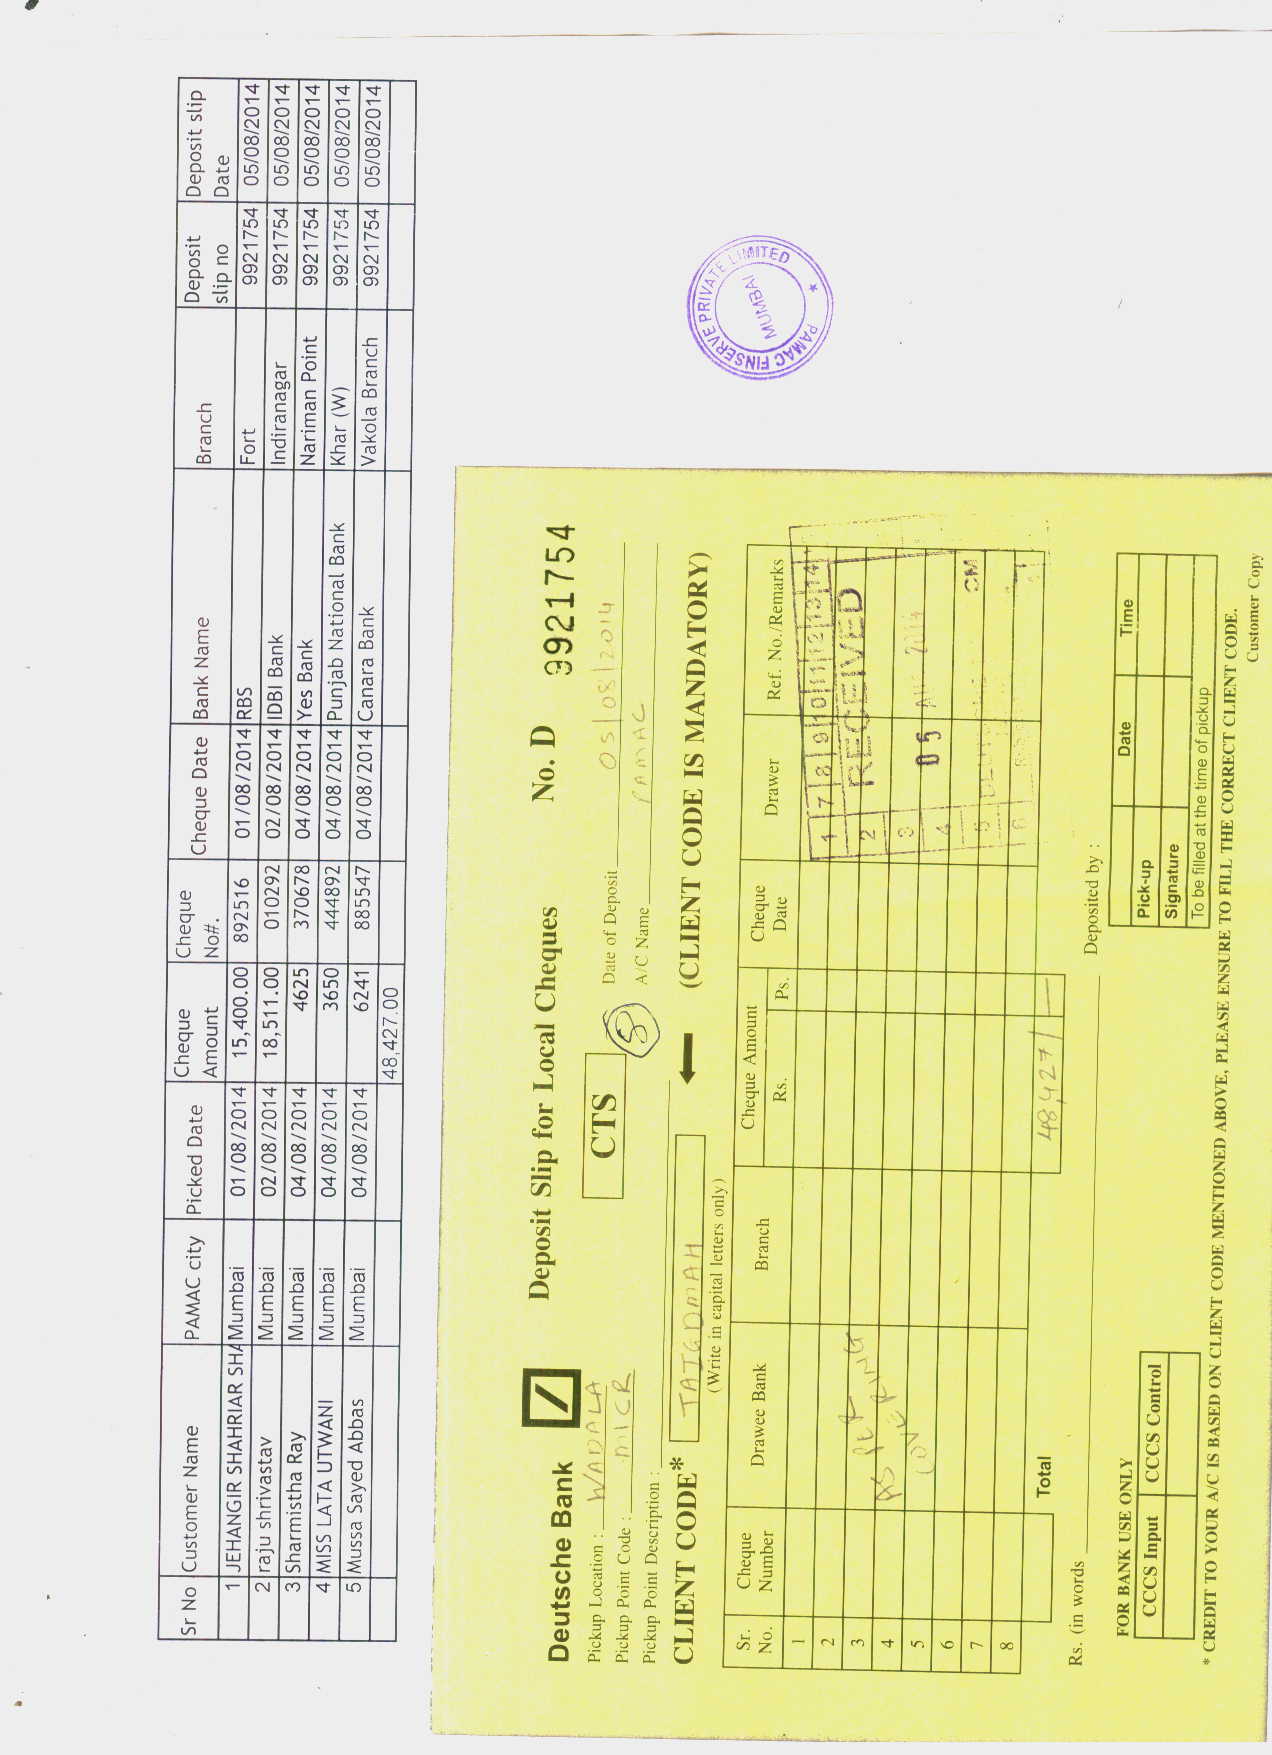 Sr No Customer Name PAMAC city Picked Date Cheque Amount Cheque No#. Cheque Date Bank Name Branch Deposit slip no Deposit slip Date
1 JEHANGIR SHAHRIAR SHA Mumbai 01/08/2014 15,400.00 892516 01/08/2014 RBS Fort 9921754 05/08/2014
2 raju shrivastav Mumbai 02/08/2014 18,511.00 010292 02/08/2014 IDBI Bank Indiranagar 9921754 05/08/2014
3 Sharmistha Ray Mumbai 04/08/2014 4625 370678 04/08/2014 Yes Bank Nariman Point 9921754 05/08/2014
4 MISS LATA UTWANI Mumbai 04/08/2014 3650 444892 04/08/2014 Punjab National Bank Khar (W) 9921754 05/08/2014
5 Mussa Sayed Abbas Mumbai 04/08/2014 6241 885547 04/08/2014 Canara Bank Vakola Branch 9921754 05/08/2014
48,427.00
PAMAC FINSERVE PRIVATE LIMITED
MUMBAI
Deutsche Bank Deposit Slip for Local Cheques No. D 9921754
Pickup Location : WADALA CTS 5 Date of Deposit 05/08/2014
Pickup Point Code : MICR A/C Name PAMAC
Pickup Point Description :
CLIENT CODE* (CLIENT CODE IS MANDATORY)
(Write in capital letters only)
Sr. No. Cheque Number Drawee Bank Branch Cheque Amount Rs. Ps. Cheque Date Drawer Ref. No./Remarks
1
2
3
4
5
6
7
8
AS PER
COVERING
1 7 8 9 10 11 12 13 14
2 RECEIVED
3
4 05 AUG 2014
5
6
CM
Total 48,427/-
Rs. (in words Deposited by :
FOR BANK USE ONLY
CCCS Input CCCS Control
Date Time
Pick-up
Signature
To be filled at the time of pickup
* CREDIT TO YOUR A/C IS BASED ON CLIENT CODE MENTIONED ABOVE, PLEASE ENSURE TO FILL THE CORRECT CLIENT CODE.
Customer Copy